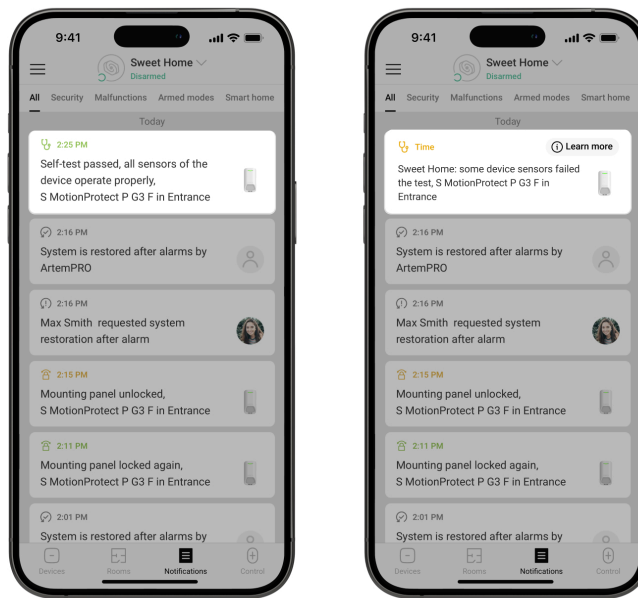 9:41
Sweet Home
Disarmed
All Security Malfunctions Armed modes Smart home
Today
2:25 PM
Self-test passed, all sensors of the
device operate properly,
S MotionProtect P G3 F in Entrance
2:16 PM
System is restored after alarms by
ArtemPRO
2:16 PM
Max Smith requested system
restoration after alarm
2:15 PM
Mounting panel unlocked,
S MotionProtect P G3 F in Entrance
2:11 PM
Mounting panel locked again,
S MotionProtect P G3 F in Entrance
2:01 PM
System is restored after alarms by
Devices Rooms Notifications Control
9:41
Sweet Home
Disarmed
All Security Malfunctions Armed modes Smart home
Today
Time Learn more
Sweet Home: some device sensors failed
the test, S MotionProtect P G3 F in
Entrance
2:16 PM
System is restored after alarms by
ArtemPRO
2:16 PM
Max Smith requested system
restoration after alarm
2:15 PM
Mounting panel unlocked,
S MotionProtect P G3 F in Entrance
2:11 PM
Mounting panel locked again,
S MotionProtect P G3 F in Entrance
2:01 PM
System is restored after alarms by
Devices Rooms Notifications Control